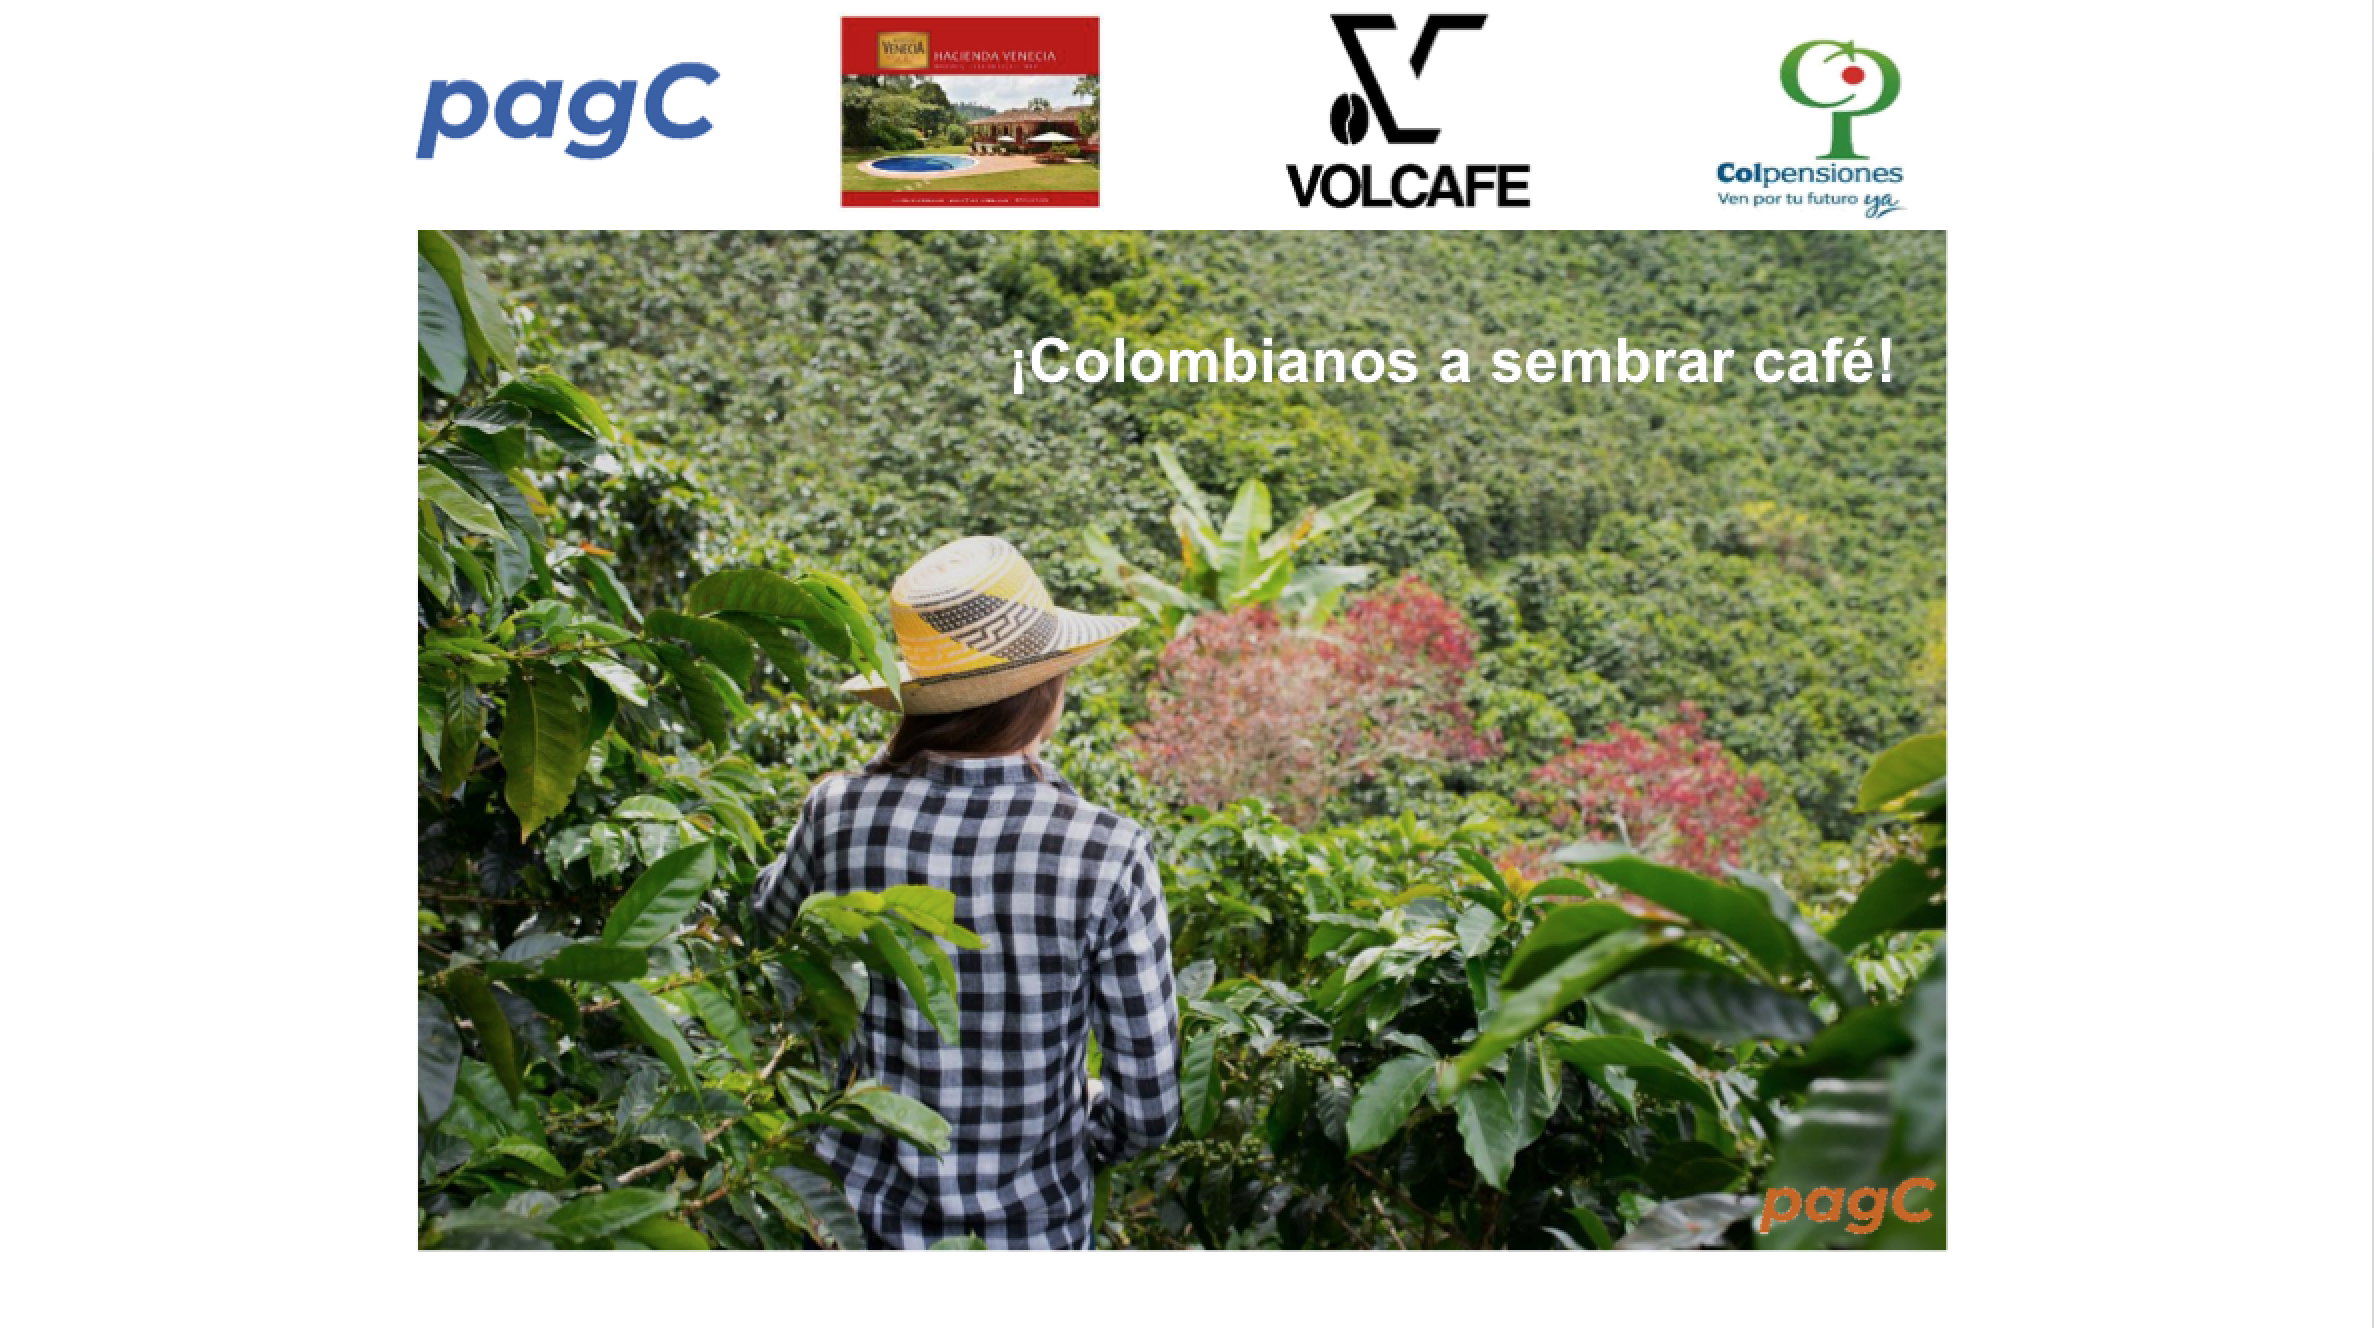 pagC
VENECIA
HACIENDA VENECIA
VOLCAFE
Colpensiones
Ven por tu futuro ya
¡Colombianos a sembrar café!
pagC